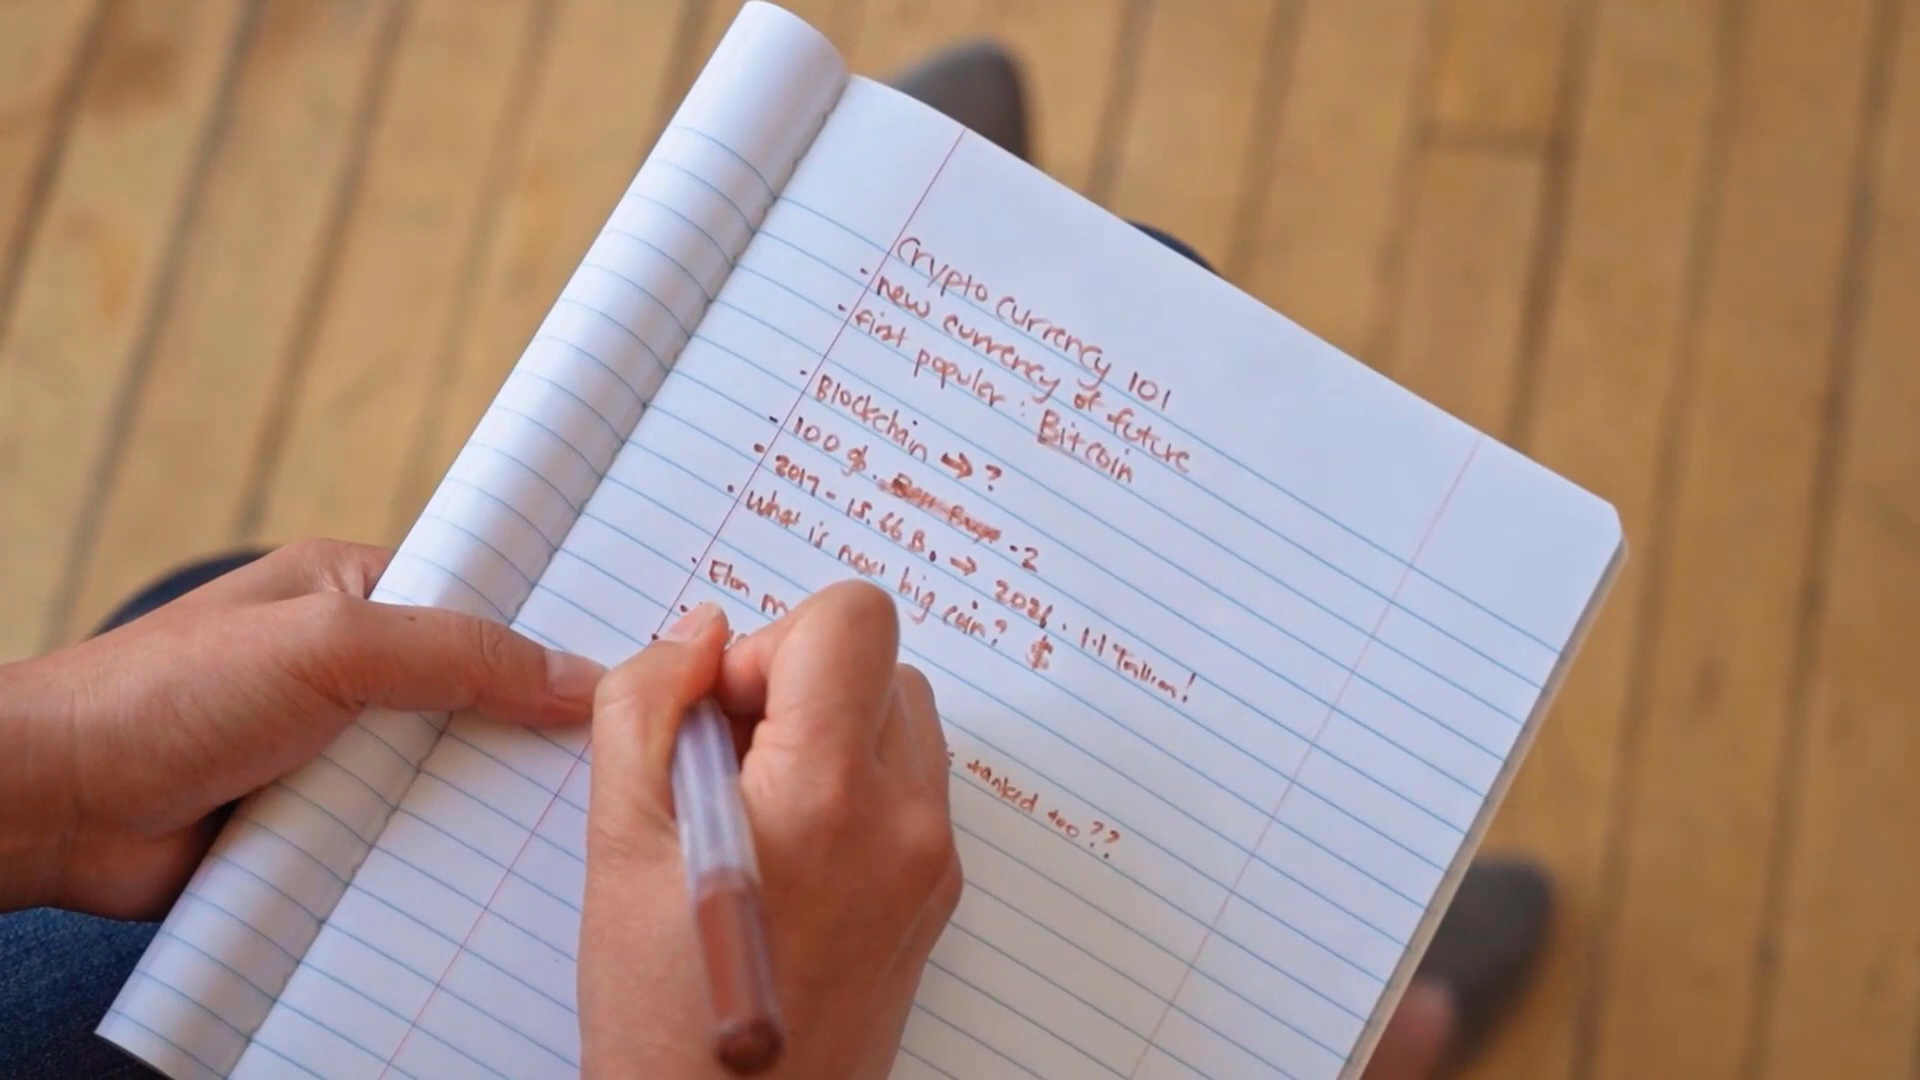 Crypto currency 101
- new currency of future
- first popular : Bitcoin
- Blockchain → ?
- 100 $. - 2
- 2017 - 15.66 B. → 2021. 1.1 Trillion!
- What is next big coin? $
- Elon m
tanked too ??